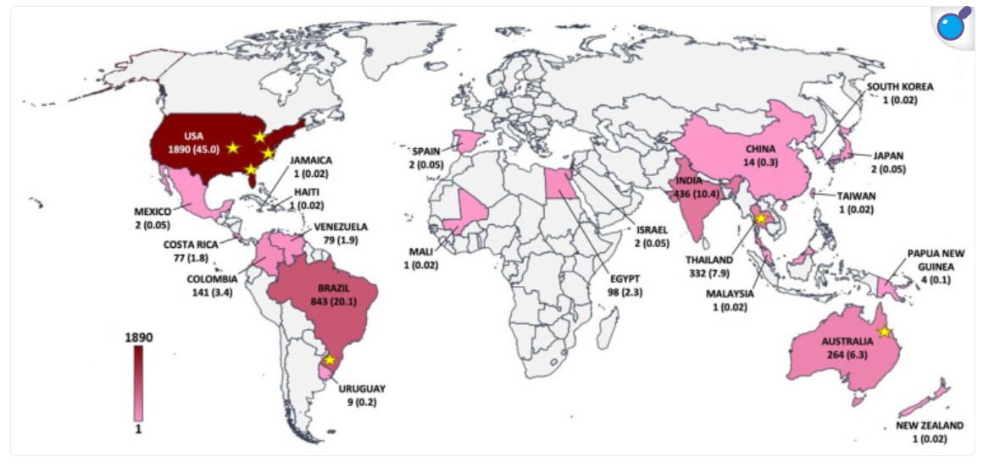 SOUTH KOREA
1 (0.02)
USA
1890 (45.0)
JAMAICA
1 (0.02)
HAITI
1 (0.02)
MEXICO
2 (0.05)
COSTA RICA
77 (1.8)
VENEZUELA
79 (1.9)
COLOMBIA
141 (3.4)
BRAZIL
843 (20.1)
URUGUAY
9 (0.2)
SPAIN
2 (0.05)
MALI
1 (0.02)
EGYPT
98 (2.3)
ISRAEL
2 (0.05)
INDIA
436 (10.4)
CHINA
14 (0.3)
JAPAN
2 (0.05)
TAIWAN
1 (0.02)
THAILAND
332 (7.9)
MALAYSIA
1 (0.02)
PAPUA NEW
GUINEA
4 (0.1)
AUSTRALIA
264 (6.3)
NEW ZEALAND
1 (0.02)
1890
1